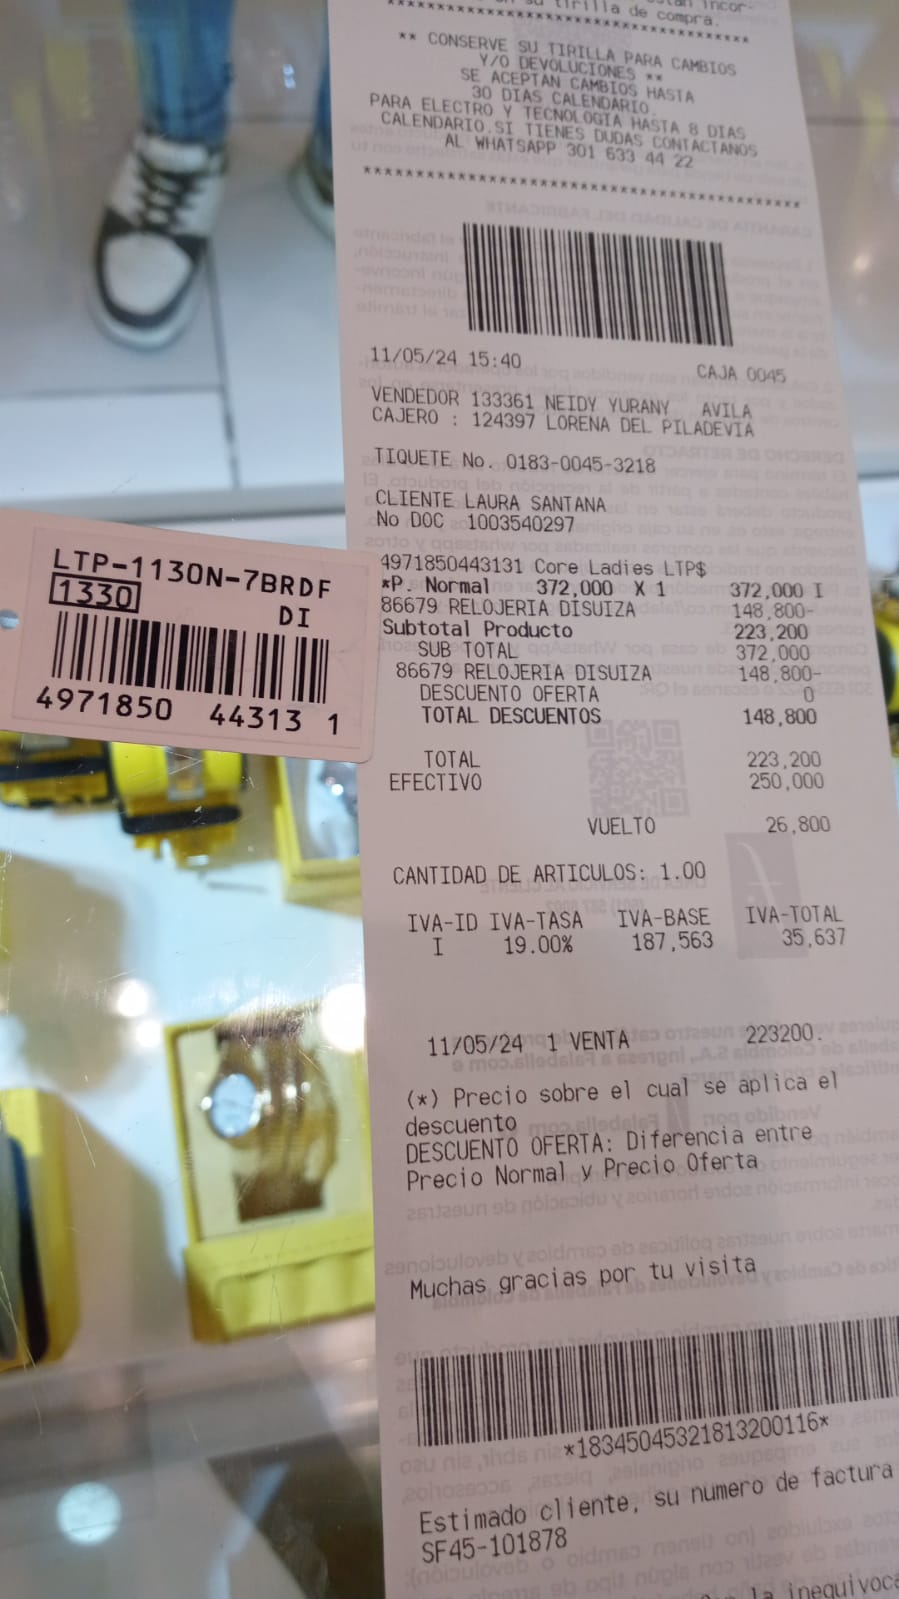 su tirilla de compra.
** CONSERVE SU TIRILLA PARA CAMBIOS
Y/O DEVOLUCIONES **
SE ACEPTAN CAMBIOS HASTA
30 DIAS CALENDARIO.
PARA ELECTRO Y TECNOLOGIA HASTA 8 DIAS
CALENDARIO.SI TIENES DUDAS CONTACTANOS
AL WHATSAPP 301 633 44 22
11/05/24 15:40 CAJA 0045
VENDEDOR 133361 NEIDY YURANY AVILA
CAJERO : 124397 LORENA DEL PILADEVIA
TIQUETE No. 0183-0045-3218
CLIENTE LAURA SANTANA
No DOC 1003540297
4971850443131 Core Ladies LTP$
*P. Normal 372,000 X 1 372,000 I
86679 RELOJERIA DISUIZA 148,800-
Subtotal Producto 223,200
SUB TOTAL 372,000
86679 RELOJERIA DISUIZA 148,800-
DESCUENTO OFERTA 0
TOTAL DESCUENTOS 148,800
TOTAL 223,200
EFECTIVO 250,000
VUELTO 26,800
CANTIDAD DE ARTICULOS: 1.00
IVA-ID IVA-TASA IVA-BASE IVA-TOTAL
I 19.00% 187,563 35,637
11/05/24 1 VENTA 223200.
(*) Precio sobre el cual se aplica el
descuento
DESCUENTO OFERTA: Diferencia entre
Precio Normal y Precio Oferta
Muchas gracias por tu visita
*183450453218132001​16*
Estimado cliente, su numero de factura
SF45-101878
la inequivoca
LTP-1130N-7BRDF
1330 DI
4971850 44313 1